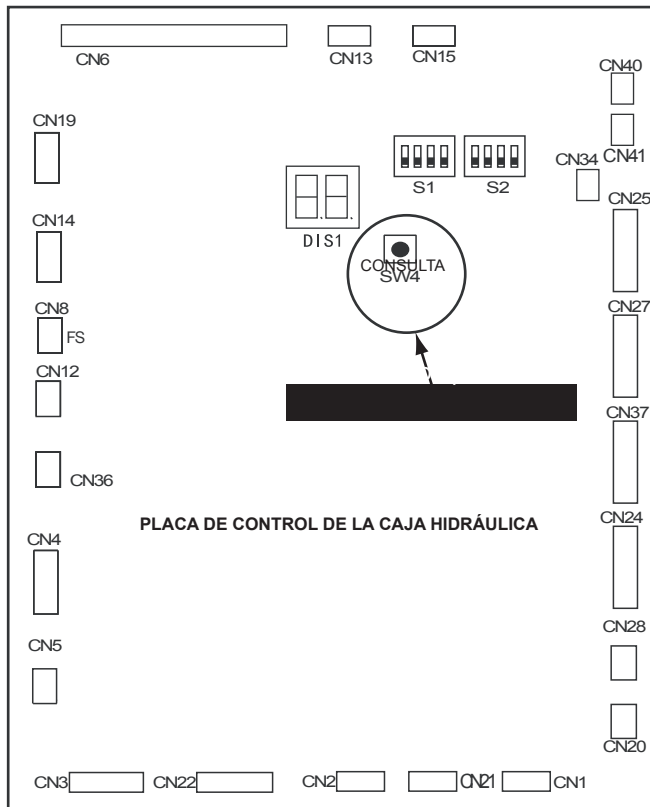 CN6
CN13
CN15
CN40
CN41
CN19
CN34
S1
S2
CN25
CN14
DIS1
CONSULTA
SW4
CN8
FS
CN27
CN12
CN37
CN36
PLACA DE CONTROL DE LA CAJA HIDRÁULICA
CN4
CN24
CN5
CN28
CN20
CN3
CN22
CN2
CN21
CN1